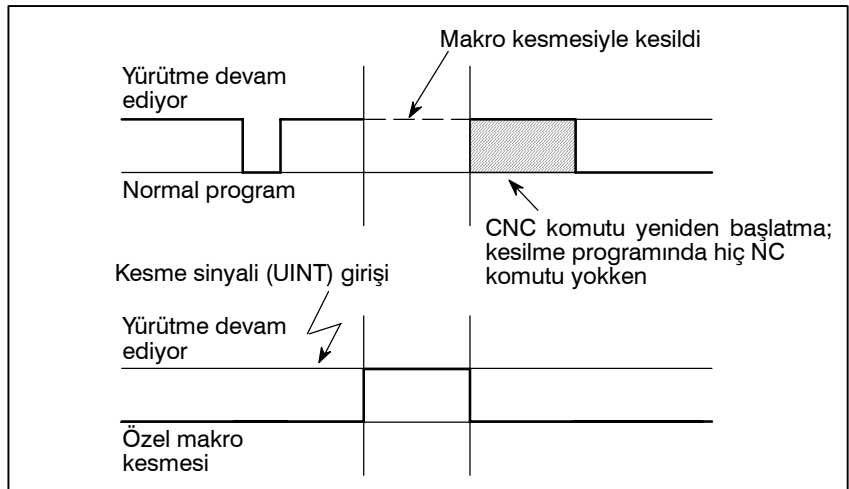 Makro kesmesiyle kesildi
Yürütme devam
ediyor
Normal program
CNC komutu yeniden başlatma;
kesilme programında hiç NC
komutu yokken
Kesme sinyali (UINT) girişi
Yürütme devam
ediyor
Özel makro
kesmesi